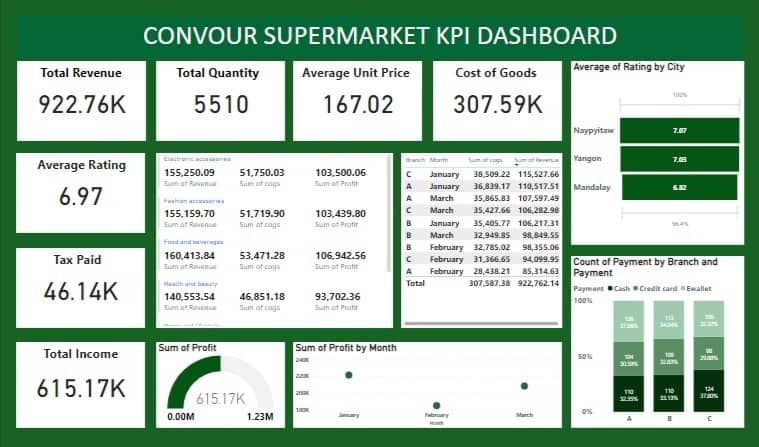 CONVOUR SUPERMARKET KPI DASHBOARD
Total Revenue
922.76K
Total Quantity
5510
Average Unit Price
167.02
Cost of Goods
307.59K
Average of Rating by City
100%
Naypyitaw 7.07
Yangon 7.03
Mandalay 6.82
96.4%
Average Rating
6.97
Tax Paid
46.14K
Total Income
615.17K
Electronic accessories
155,250.09 51,750.03 103,500.06
Sum of Revenue Sum of cogs Sum of Profit
Fashion accessories
155,159.70 51,719.90 103,439.80
Sum of Revenue Sum of cogs Sum of Profit
Food and beverages
160,413.84 53,471.28 106,942.56
Sum of Revenue Sum of cogs Sum of Profit
Health and beauty
140,553.54 46,851.18 93,702.36
Sum of Revenue Sum of cogs Sum of Profit
Branch Month Sum of cogs Sum of Revenue
C January 38,509.22 115,527.66
A January 36,839.17 110,517.51
A March 35,865.83 107,597.49
C March 35,427.66 106,282.98
B January 35,405.77 106,217.31
B March 32,949.85 98,849.55
B February 32,785.02 98,355.06
C February 31,366.65 94,099.95
A February 28,438.21 85,314.63
Total 307,587.38 922,762.14
Sum of Profit
615.17K
0.00M 1.23M
Sum of Profit by Month
240K
220K
200K
180K
January February March
Month
Count of Payment by Branch and
Payment
Payment Cash Credit card Ewallet
100%
50%
0%
126 113 106
104 109 98
30.59% 32.83% 29.88%
110 110 124
32.35% 33.13% 37.80%
A B C